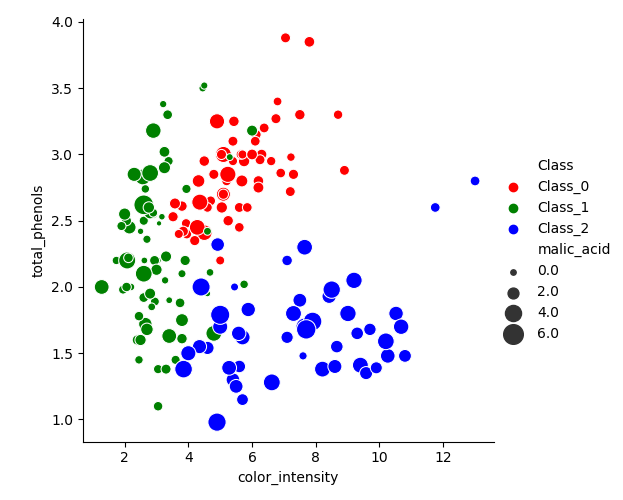 4.0
3.5
3.0
2.5
2.0
1.5
1.0
total_phenols
2 4 6 8 10 12
color_intensity
Class
Class_0
Class_1
Class_2
malic_acid
0.0
2.0
4.0
6.0